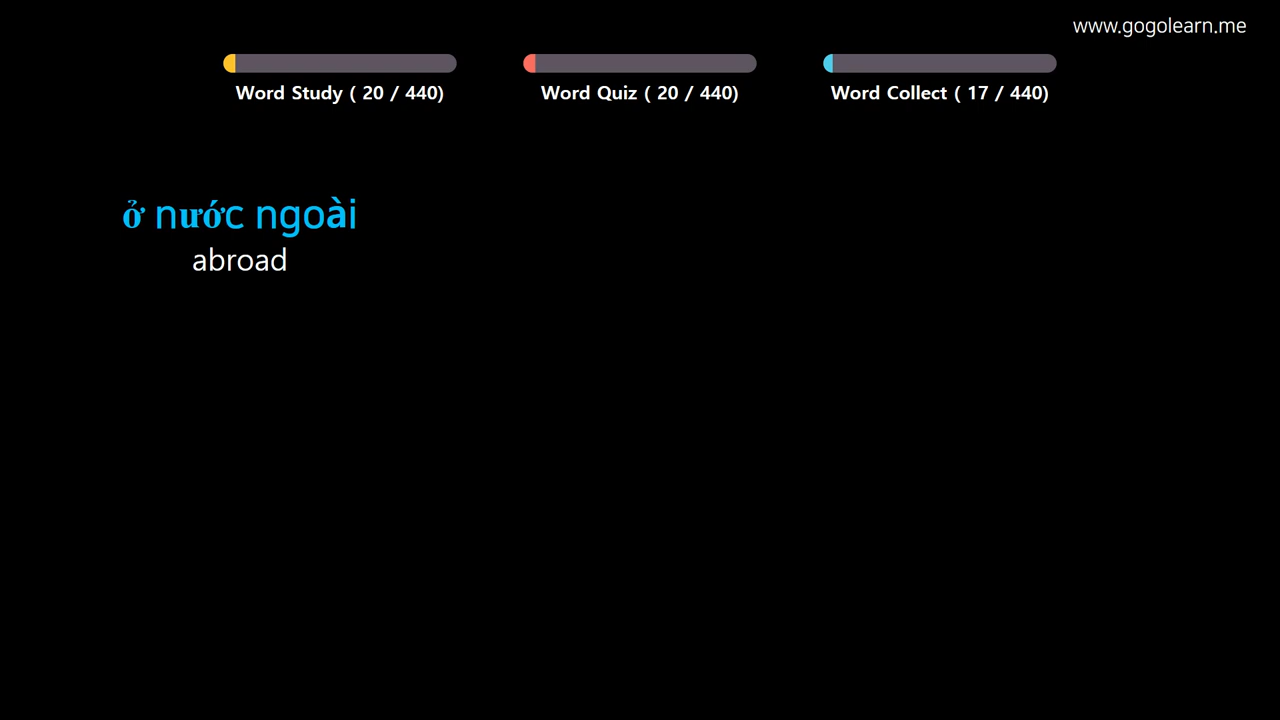 www.gogolearn.me
Word Study ( 20 / 440)
Word Quiz ( 20 / 440)
Word Collect ( 17 / 440)
ở nước ngoài
abroad